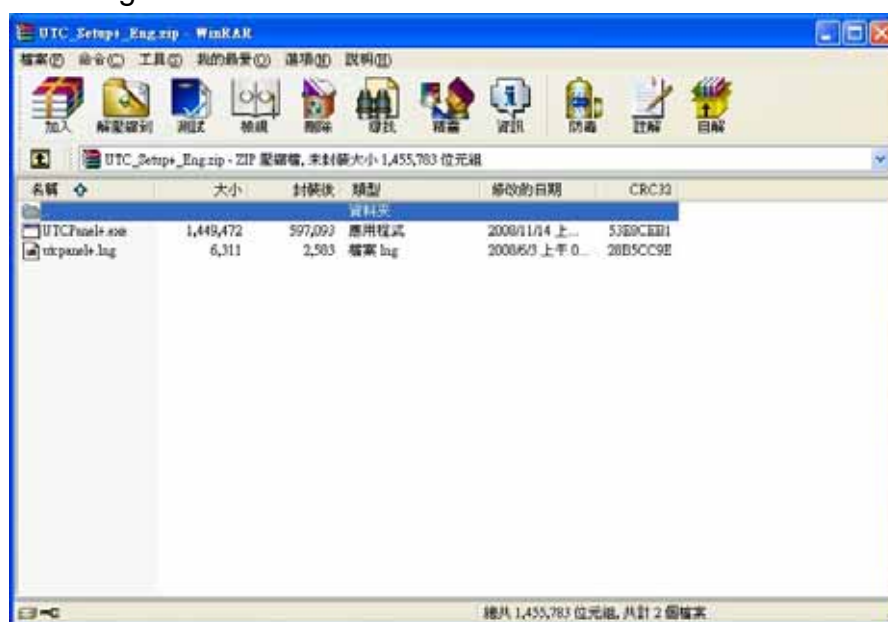 UTC_Setup+_Eng.zip - WinRAR
檔案(F) 命令(C) 工具(S) 我的最愛(O) 選項(N) 說明(H)
加入 解壓縮到 測試 檢視 刪除 尋找 精靈 資訊 防毒 註解 自解
UTC_Setup+_Eng.zip - ZIP 壓縮檔, 未封裝大小 1,455,783 位元組
名稱 大小 封裝後 類型 修改的日期 CRC32
.. 資料夾
UTCPanel+.exe 1,449,472 597,093 應用程式 2008/11/14 上...
utcpanel+.lng 6,311 2,583 檔案 lng 2008/6/3 上午 0... 28B5CC9E
總共 1,455,783 位元組, 共計 2 個檔案